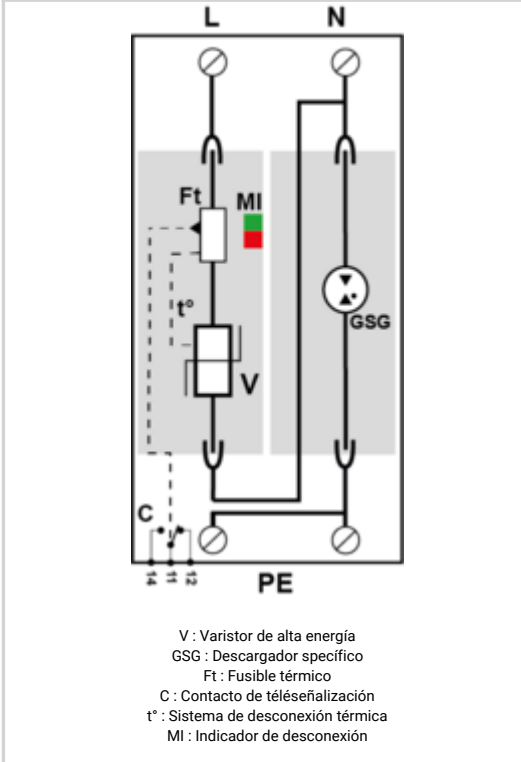 L N
Ft MI
t°
GSG
V
C
14 11 12
PE
V : Varistor de alta energía
GSG : Descargador specífico
Ft : Fusible térmico
C : Contacto de téléseñalización
t° : Sistema de desconexión térmica
MI : Indicador de desconexión